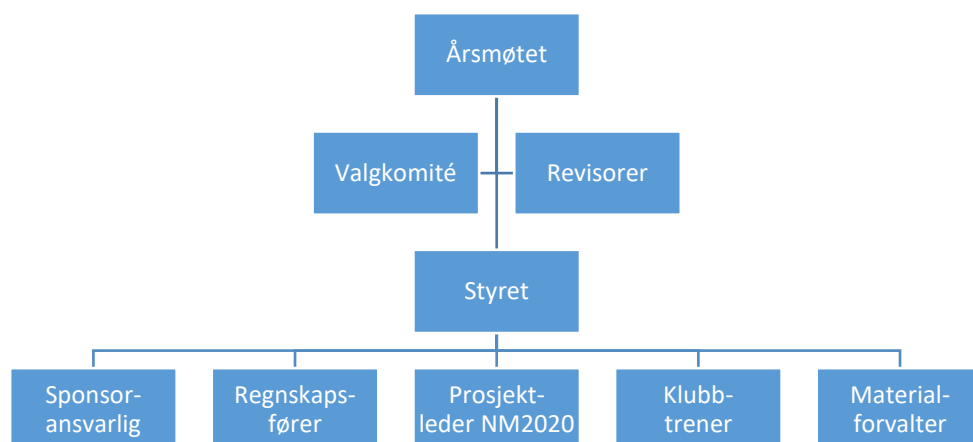 Årsmøtet
Valgkomité
Revisorer
Styret
Sponsor-
ansvarlig
Regnskaps-
fører
Prosjekt-
leder NM2020
Klubb-
trener
Material-
forvalter